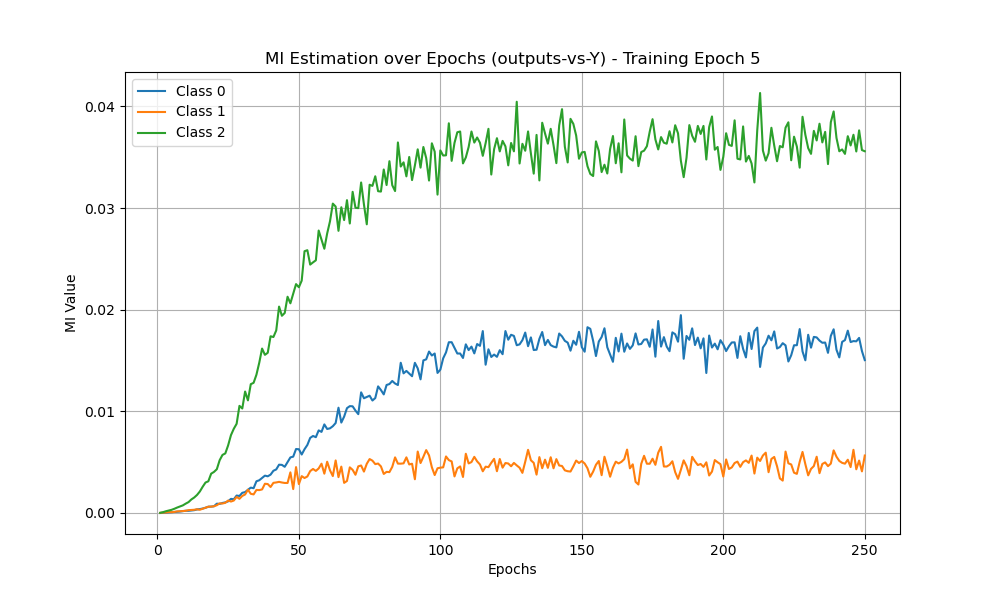 MI Estimation over Epochs (outputs-vs-Y) - Training Epoch 5
Class 0
Class 1
Class 2
MI Value
0.04
0.03
0.02
0.01
0.00
0
50
100
150
200
250
Epochs